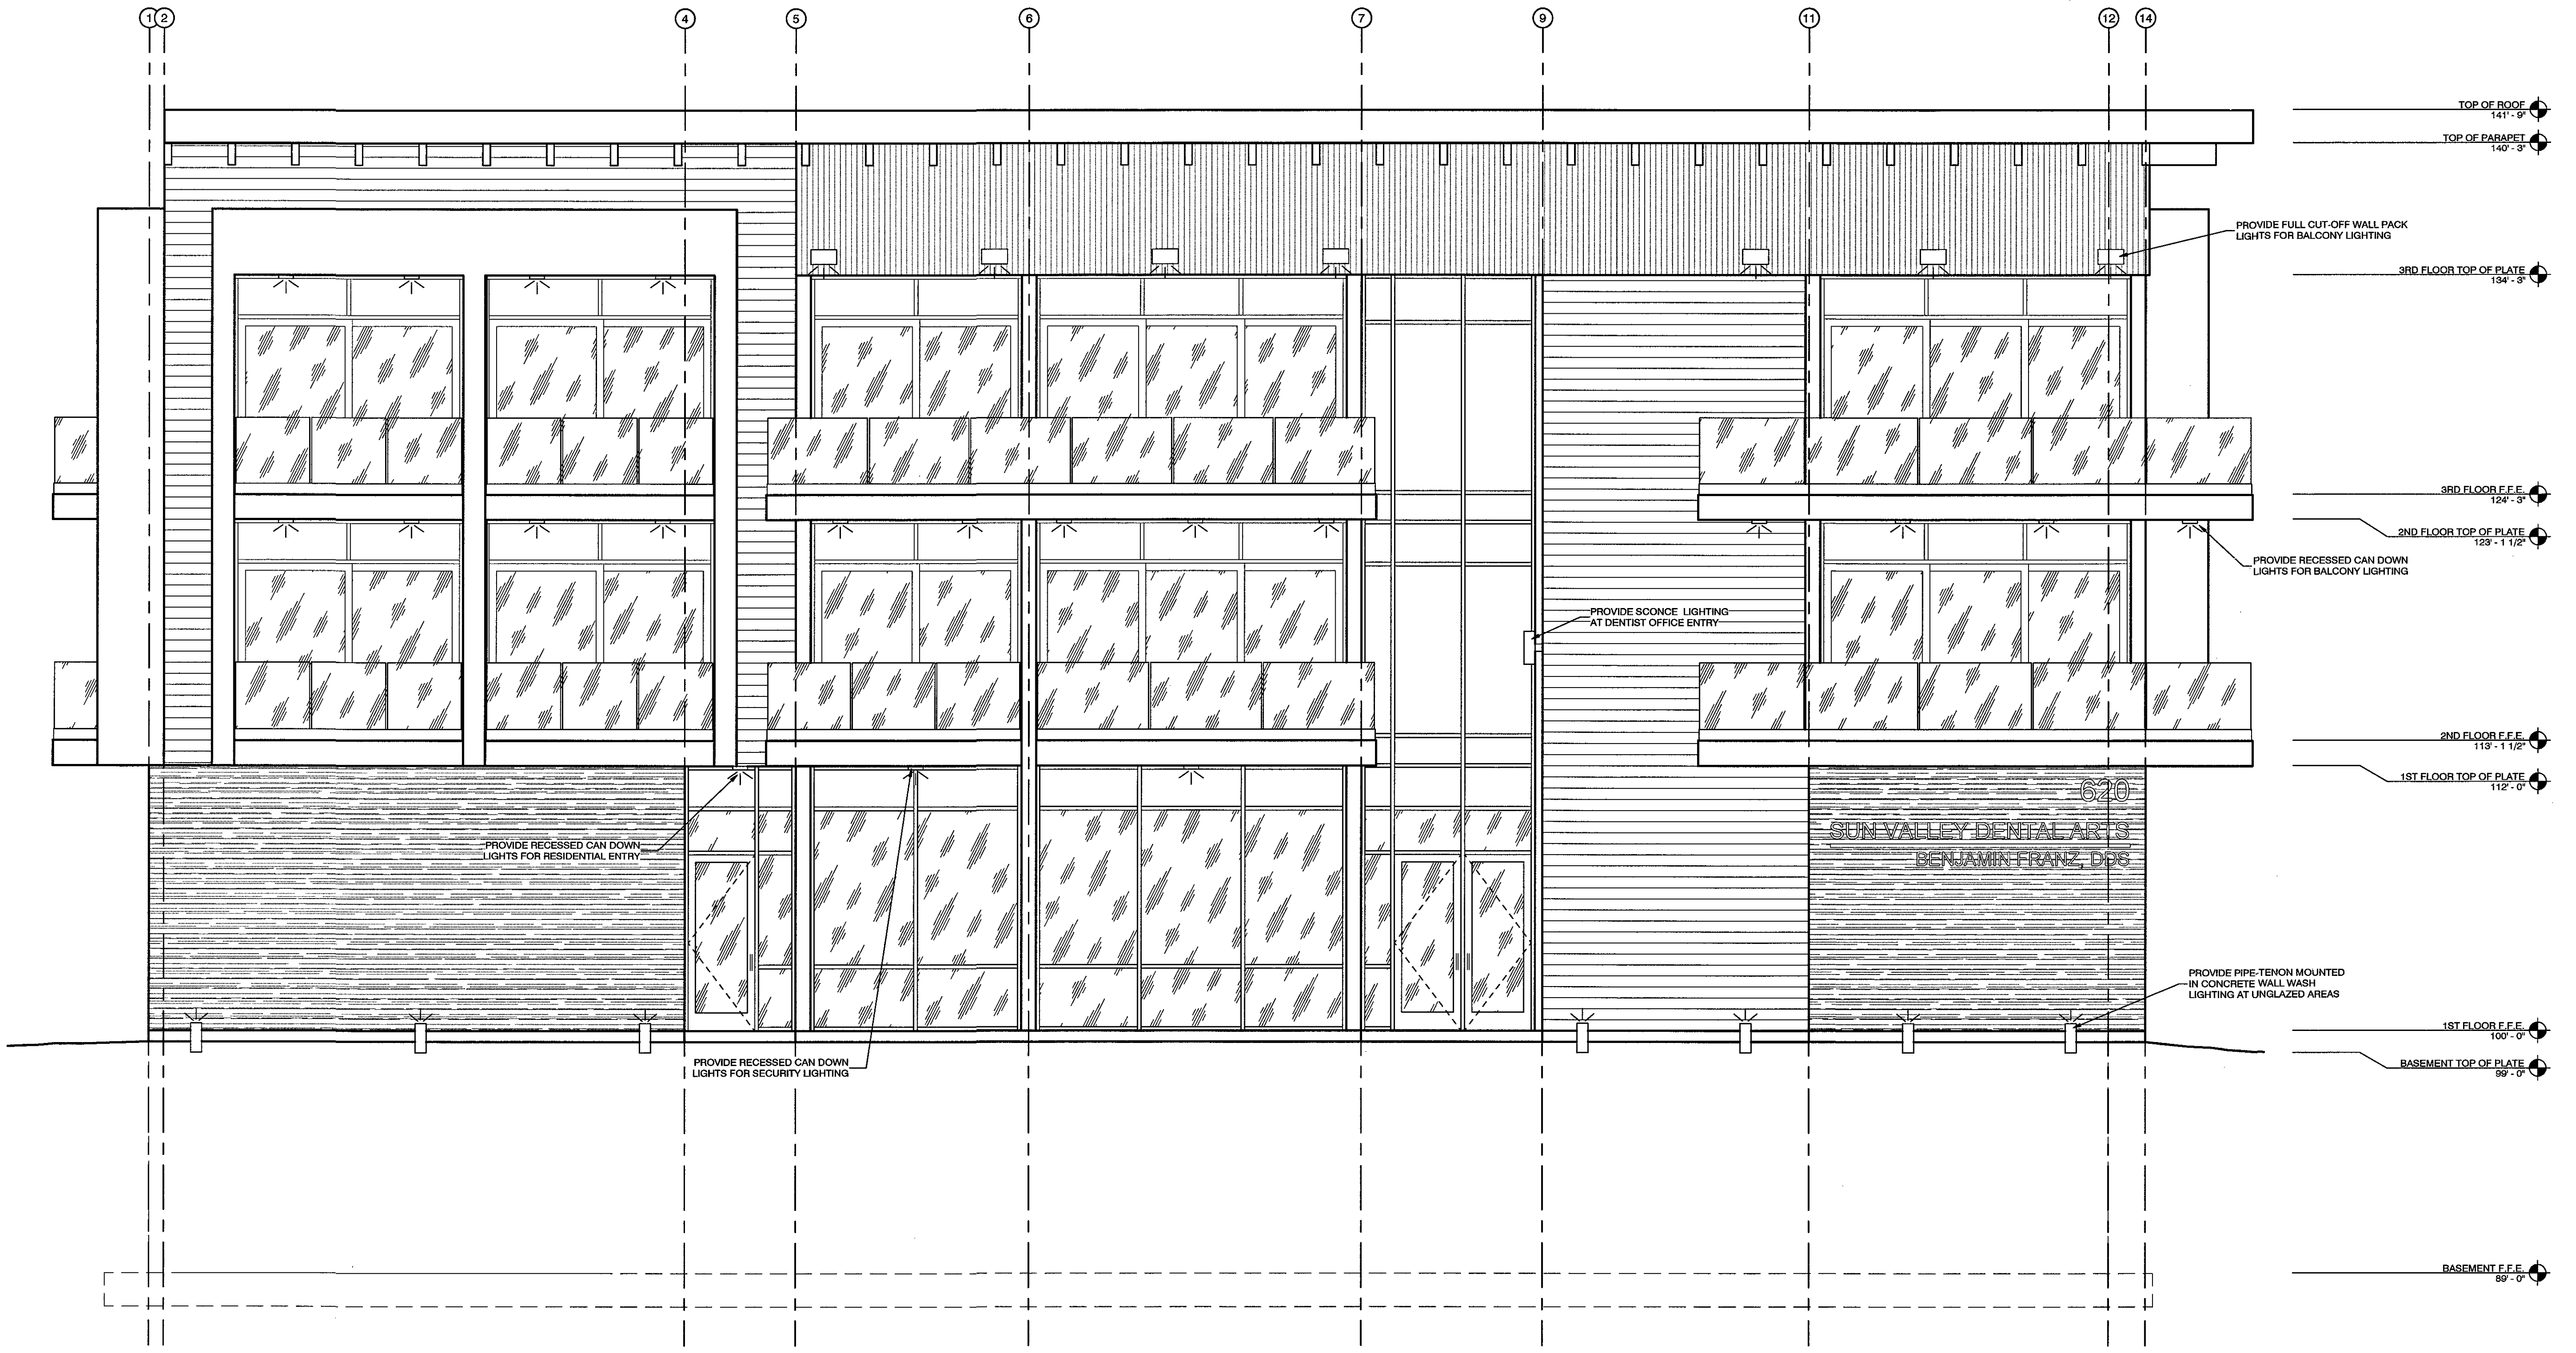 1 2 4 5 6 7 9 11 12 14
TOP OF ROOF
141' - 9"
TOP OF PARAPET
140' - 3"
PROVIDE FULL CUT-OFF WALL PACK
LIGHTS FOR BALCONY LIGHTING
3RD FLOOR TOP OF PLATE
134' - 3"
3RD FLOOR F.F.E.
124' - 3"
2ND FLOOR TOP OF PLATE
123' - 1 1/2"
PROVIDE RECESSED CAN DOWN
LIGHTS FOR BALCONY LIGHTING
PROVIDE SCONCE LIGHTING
AT DENTIST OFFICE ENTRY
2ND FLOOR F.F.E.
113' - 1 1/2"
1ST FLOOR TOP OF PLATE
112' - 0"
620
SUN VALLEY DENTAL ARTS
BENJAMIN FRANZ, DDS
PROVIDE RECESSED CAN DOWN
LIGHTS FOR RESIDENTIAL ENTRY
PROVIDE PIPE-TENON MOUNTED
IN CONCRETE WALL WASH
LIGHTING AT UNGLAZED AREAS
1ST FLOOR F.F.E.
100' - 0"
PROVIDE RECESSED CAN DOWN
LIGHTS FOR SECURITY LIGHTING
BASEMENT TOP OF PLATE
99' - 0"
BASEMENT F.F.E.
89' - 0"